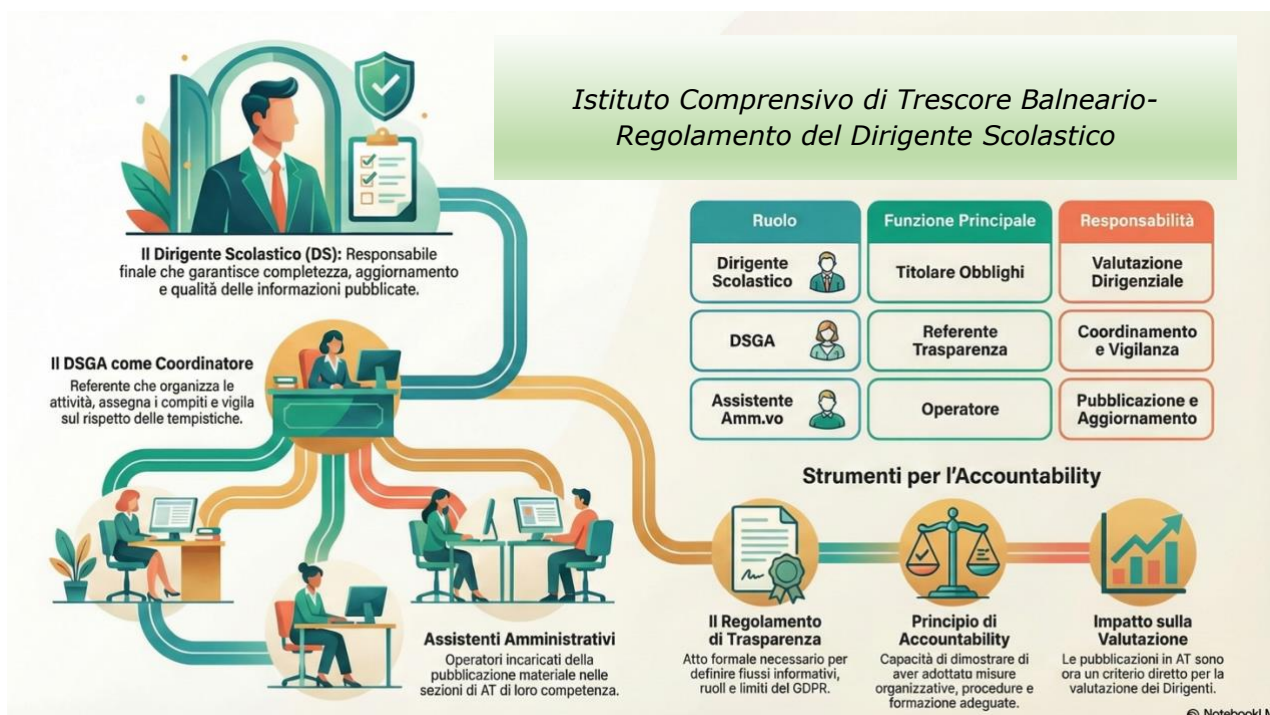 Istituto Comprensivo di Trescore Balneario-
Regolamento del Dirigente Scolastico
Il Dirigente Scolastico (DS): Responsabile
finale che garantisce completezza, aggiornamento
e qualità delle informazioni pubblicate.
Il DSGA come Coordinatore
Referente che organizza le
attività, assegna i compiti e vigila
sul rispetto delle tempistiche.
Assistenti Amministrativi
Operatori incaricati della
pubblicazione materiale nelle
sezioni di AT di loro competenza.
Ruolo
Funzione Principale
Responsabilità
Dirigente
Scolastico
Titolare Obblighi
Valutazione
Dirigenziale
DSGA
Referente
Trasparenza
Coordinamento
e Vigilanza
Assistente
Amm.vo
Operatore
Pubblicazione e
Aggiornamento
Strumenti per l'Accountability
Il Regolamento
di Trasparenza
Atto formale necessario per
definire flussi informativi,
ruoli e limiti del GDPR.
Principio di
Accountability
Capacità di dimostrare di
aver adottatu misure
organizzative, procedure e
formazione adeguate.
Impatto sulla
Valutazione
Le pubblicazioni in AT sono
ora un criterio diretto per la
valutazione dei Dirigenti.